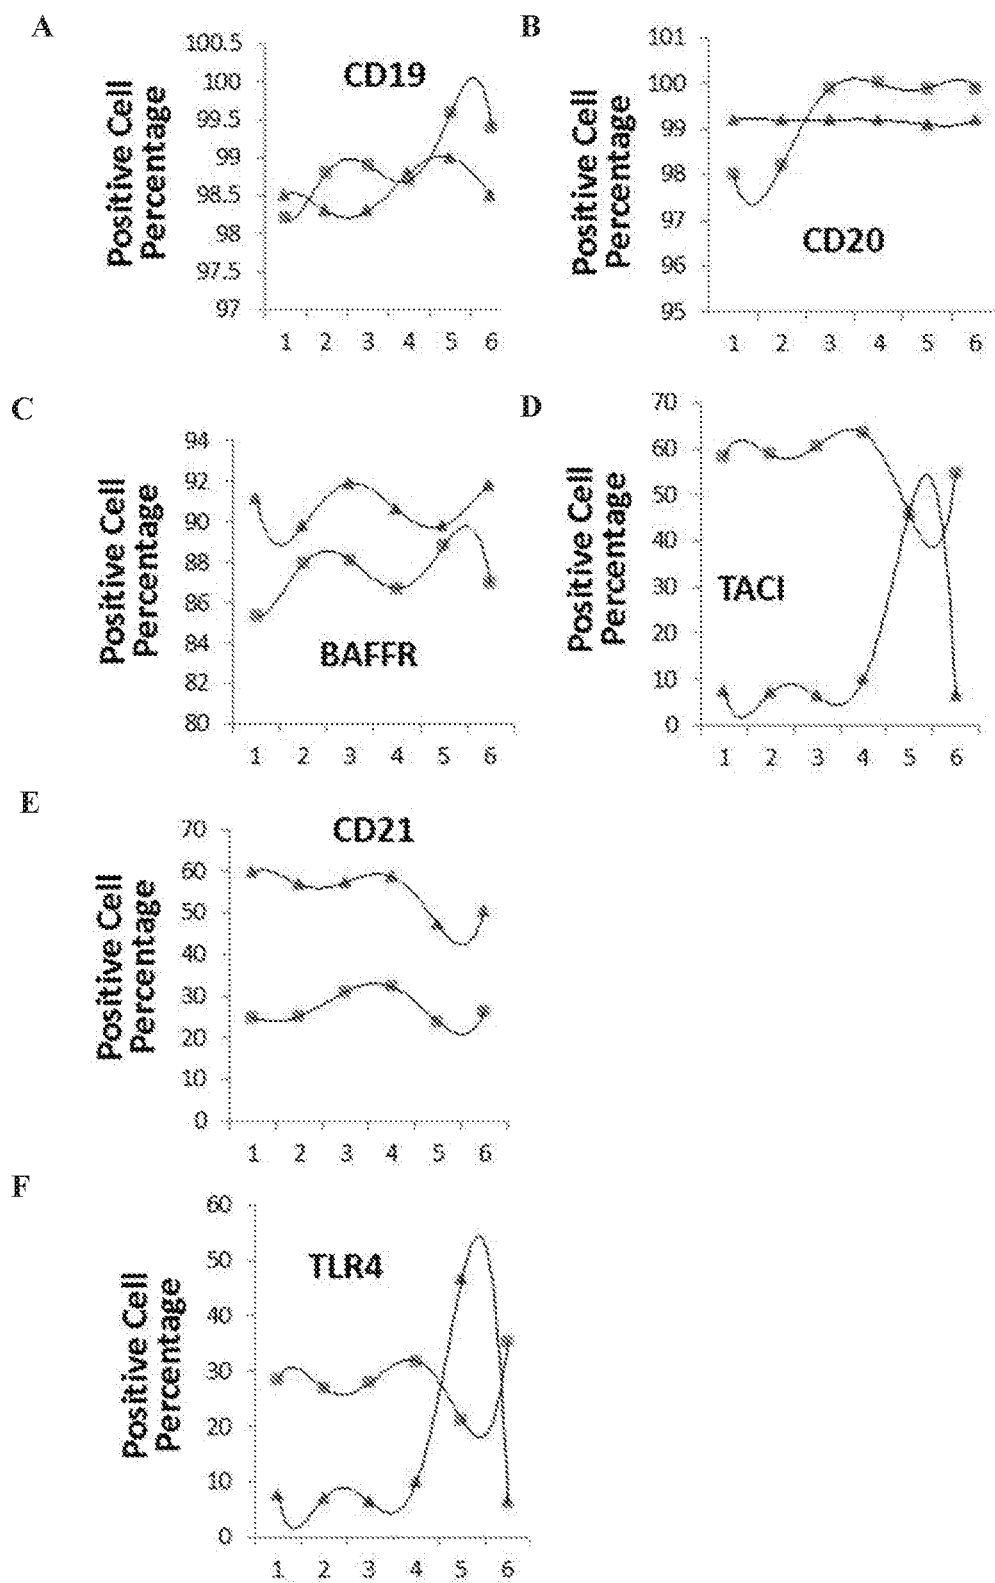 A
Positive Cell
Percentage
CD19
100.5
100
99.5
99
98.5
98
97.5
97
1 2 3 4 5 6
B
Positive Cell
Percentage
CD20
101
100
99
98
97
96
95
1 2 3 4 5 6
C
Positive Cell
Percentage
BAFFR
94
92
90
88
86
84
82
80
1 2 3 4 5 6
D
Positive Cell
Percentage
TACI
70
60
50
40
30
20
10
0
1 2 3 4 5 6
E
Positive Cell
Percentage
CD21
70
60
50
40
30
20
10
0
1 2 3 4 5 6
F
Positive Cell
Percentage
TLR4
60
50
40
30
20
10
0
1 2 3 4 5 6